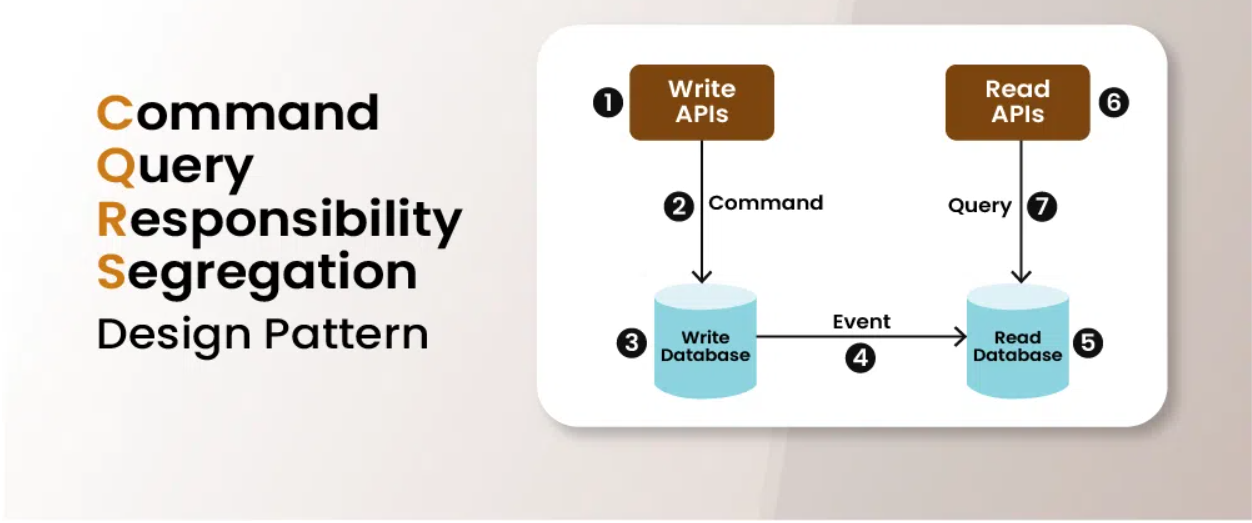 Command
Query
Responsibility
Segregation
Design Pattern
1
Write
APIs
Read
APIs
6
2
Command
Query
7
3
Write
Database
Event
4
Read
Database
5